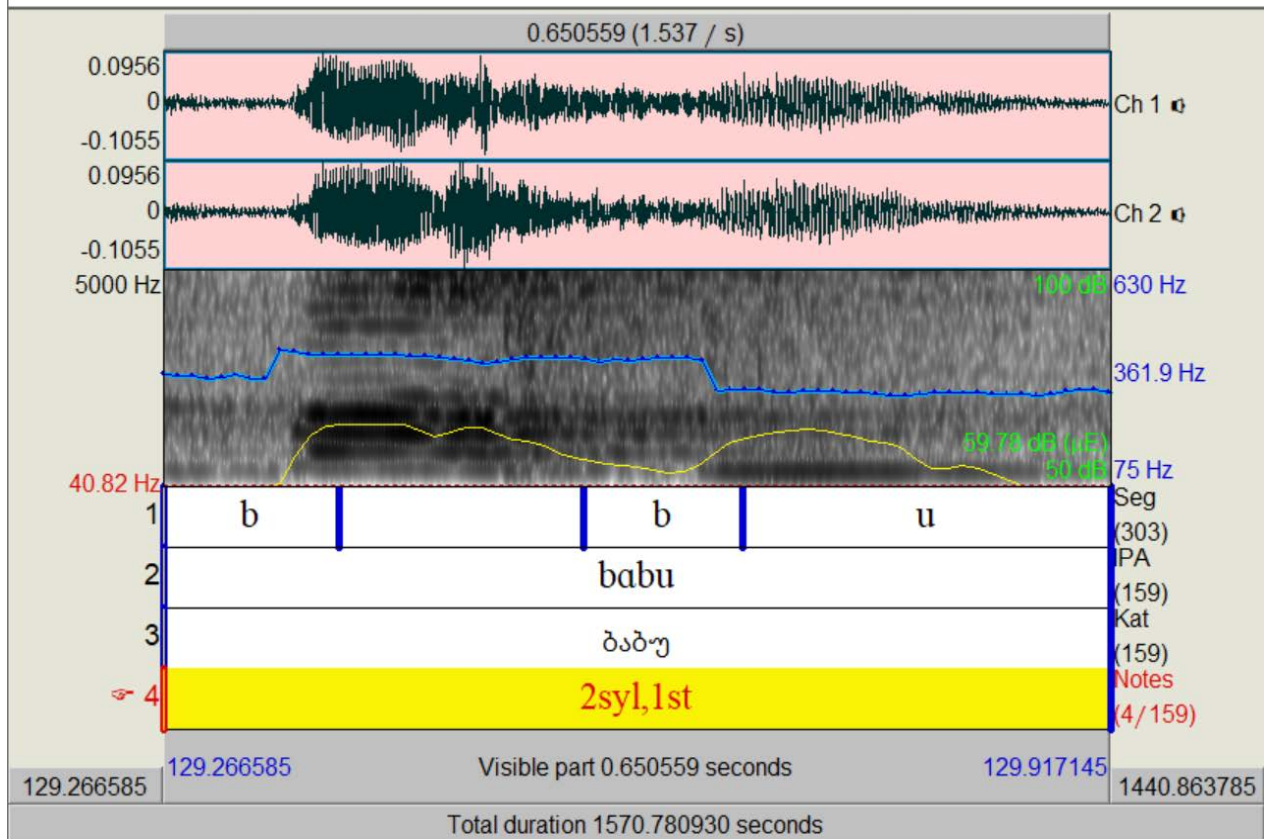 0.650559 (1.537 / s)
0.0956
0
-0.1055
Ch 1
0.0956
0
-0.1055
Ch 2
5000 Hz
100 dB
630 Hz
361.9 Hz
59.78 dB (µE)
50 dB
75 Hz
40.82 Hz
1
b
b
u
Seg
(303)
2
bɑbu
IPA
(159)
3
ბაბუ
Kat
(159)
☞ 4
2syl,1st
Notes
(4/159)
129.266585
129.266585
Visible part 0.650559 seconds
129.917145
1440.863785
Total duration 1570.780930 seconds